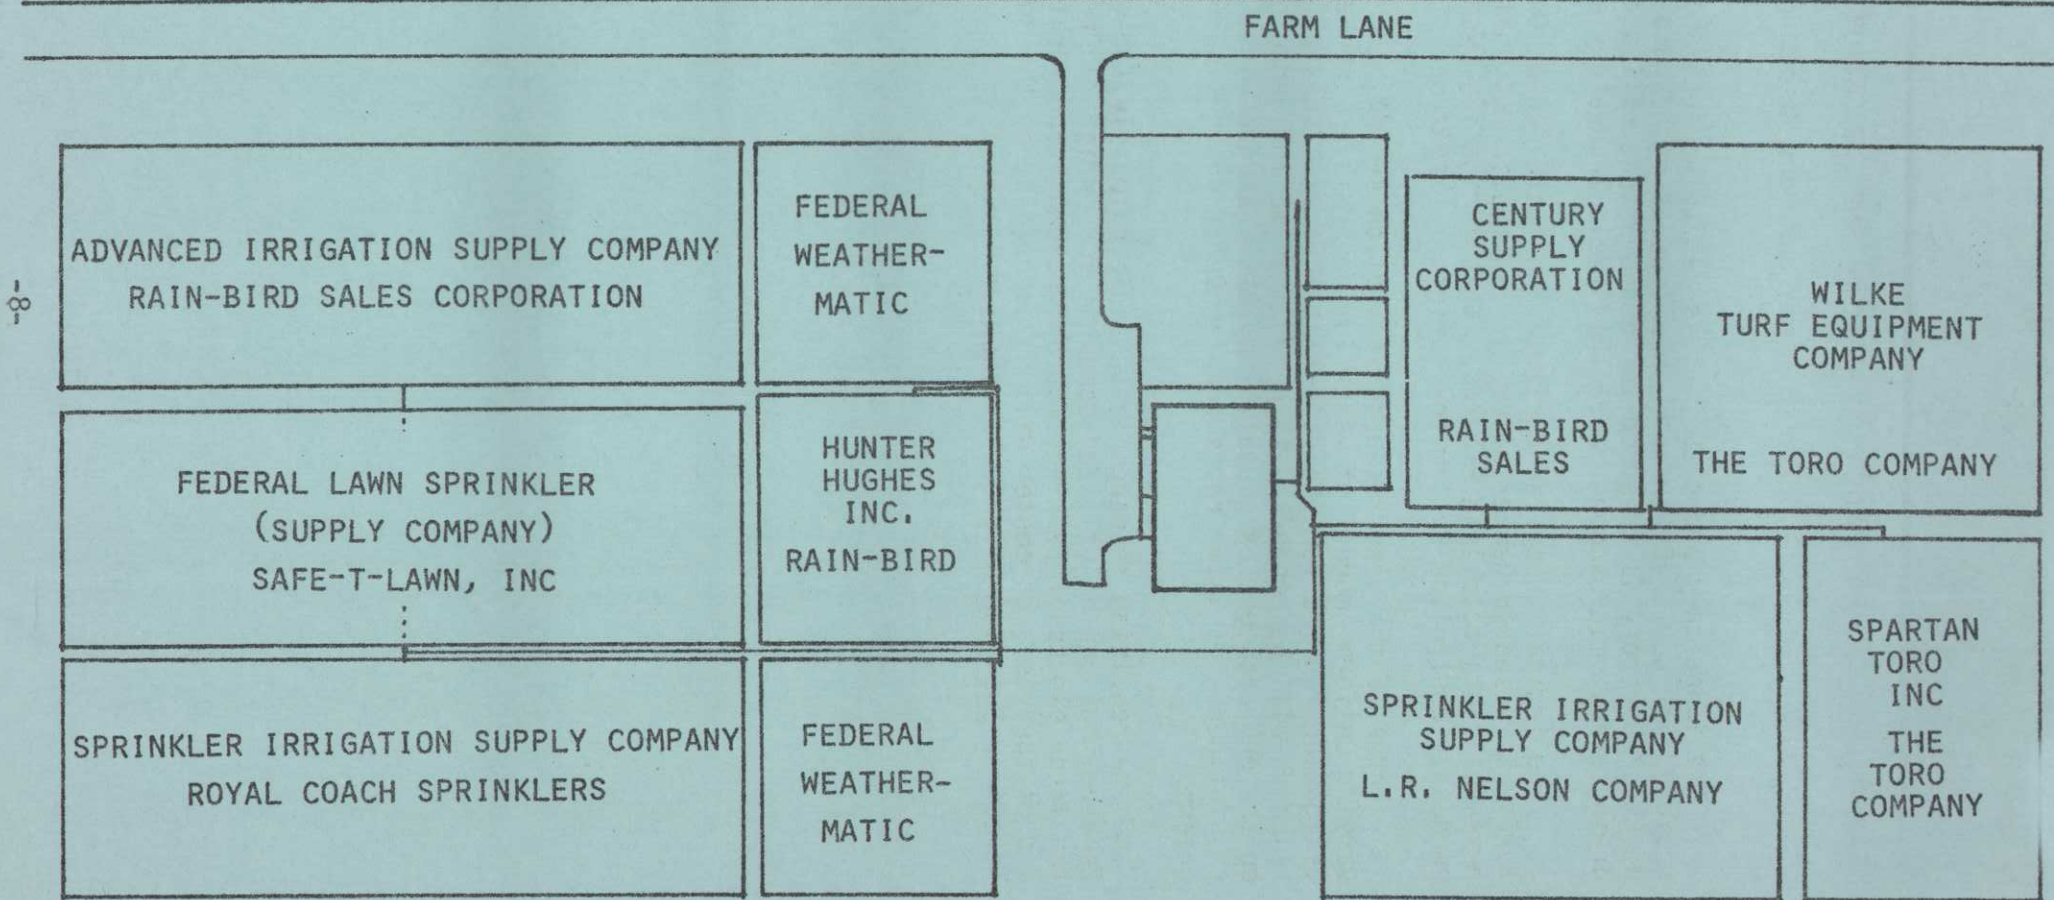 FARM LANE
-8-
ADVANCED IRRIGATION SUPPLY COMPANY
RAIN-BIRD SALES CORPORATION
FEDERAL
WEATHER-
MATIC
CENTURY
SUPPLY
CORPORATION
RAIN-BIRD
SALES
WILKE
TURF EQUIPMENT
COMPANY
THE TORO COMPANY
FEDERAL LAWN SPRINKLER
(SUPPLY COMPANY)
SAFE-T-LAWN, INC
HUNTER
HUGHES
INC.
RAIN-BIRD
SPRINKLER IRRIGATION SUPPLY COMPANY
ROYAL COACH SPRINKLERS
FEDERAL
WEATHER-
MATIC
SPRINKLER IRRIGATION
SUPPLY COMPANY
L.R. NELSON COMPANY
SPARTAN
TORO
INC
THE
TORO
COMPANY